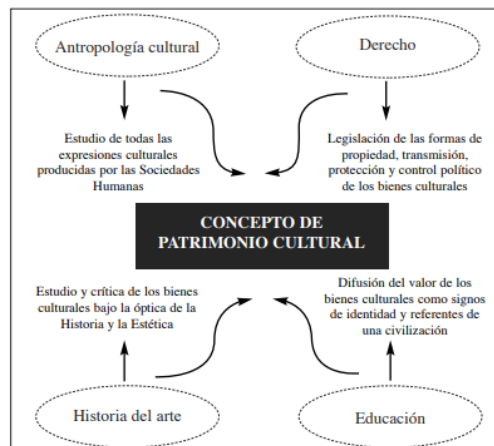 Antropología cultural
Derecho
Estudio de todas las
expresiones culturales
producidas por las Sociedades
Humanas
Legislación de las formas de
propiedad, transmisión,
protección y control político
de los bienes culturales
CONCEPTO DE
PATRIMONIO CULTURAL
Estudio y crítica de los bienes
culturales bajo la óptica de la
Historia y la Estética
Difusión del valor de los
bienes culturales como signos
de identidad y referentes de
una civilización
Historia del arte
Educación